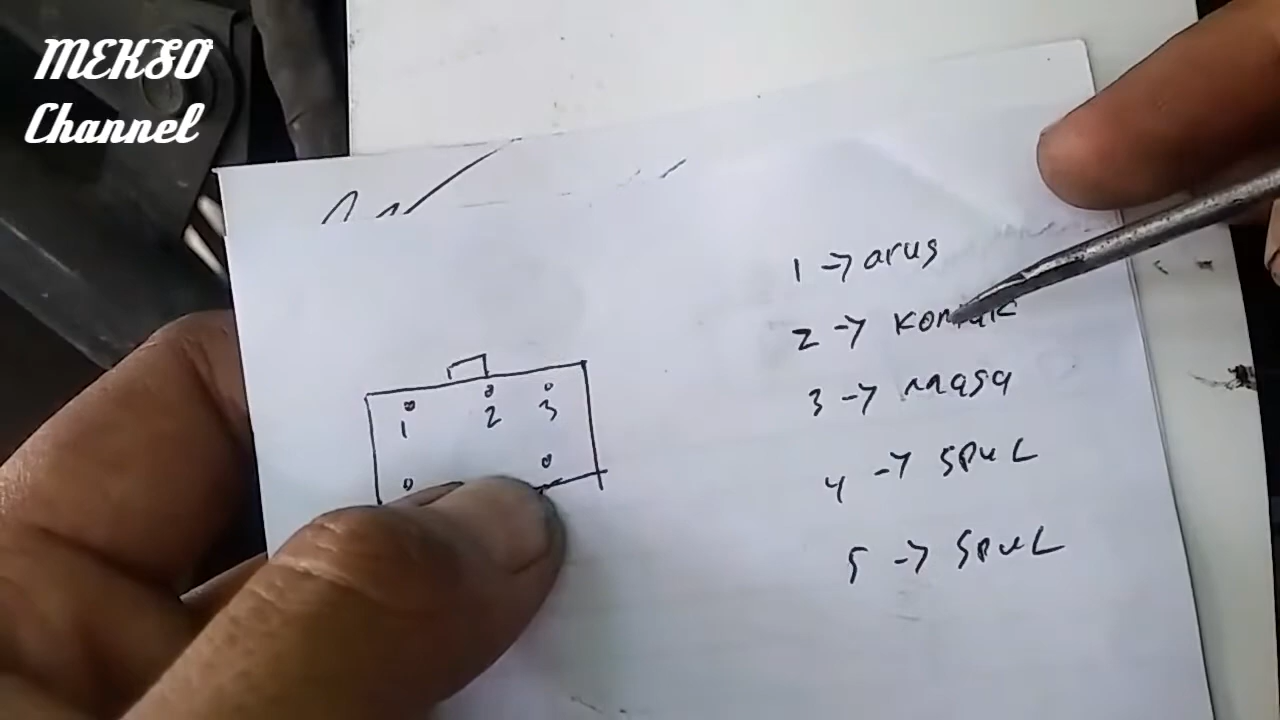 MEKSO
Channel
1 → arus
2 → Kontak
3 → masa
4 → SpuL
5 → SpuL
1
2
3